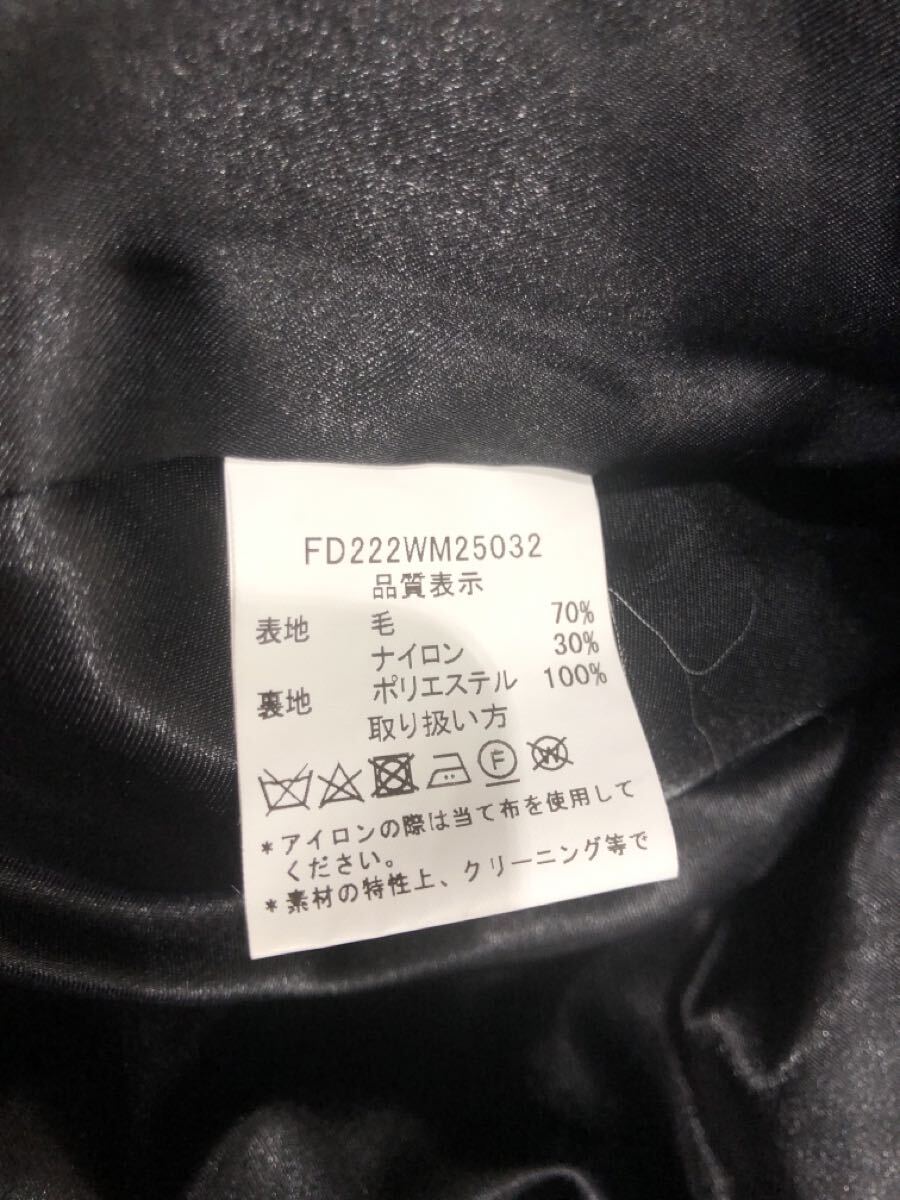 FD222WM25032
品質表示
表地 毛 70%
ナイロン 30%
裏地 ポリエステル 100%
取り扱い方
F W
*アイロンの際は当て布を使用して
ください。
*素材の特性上、クリーニング等で